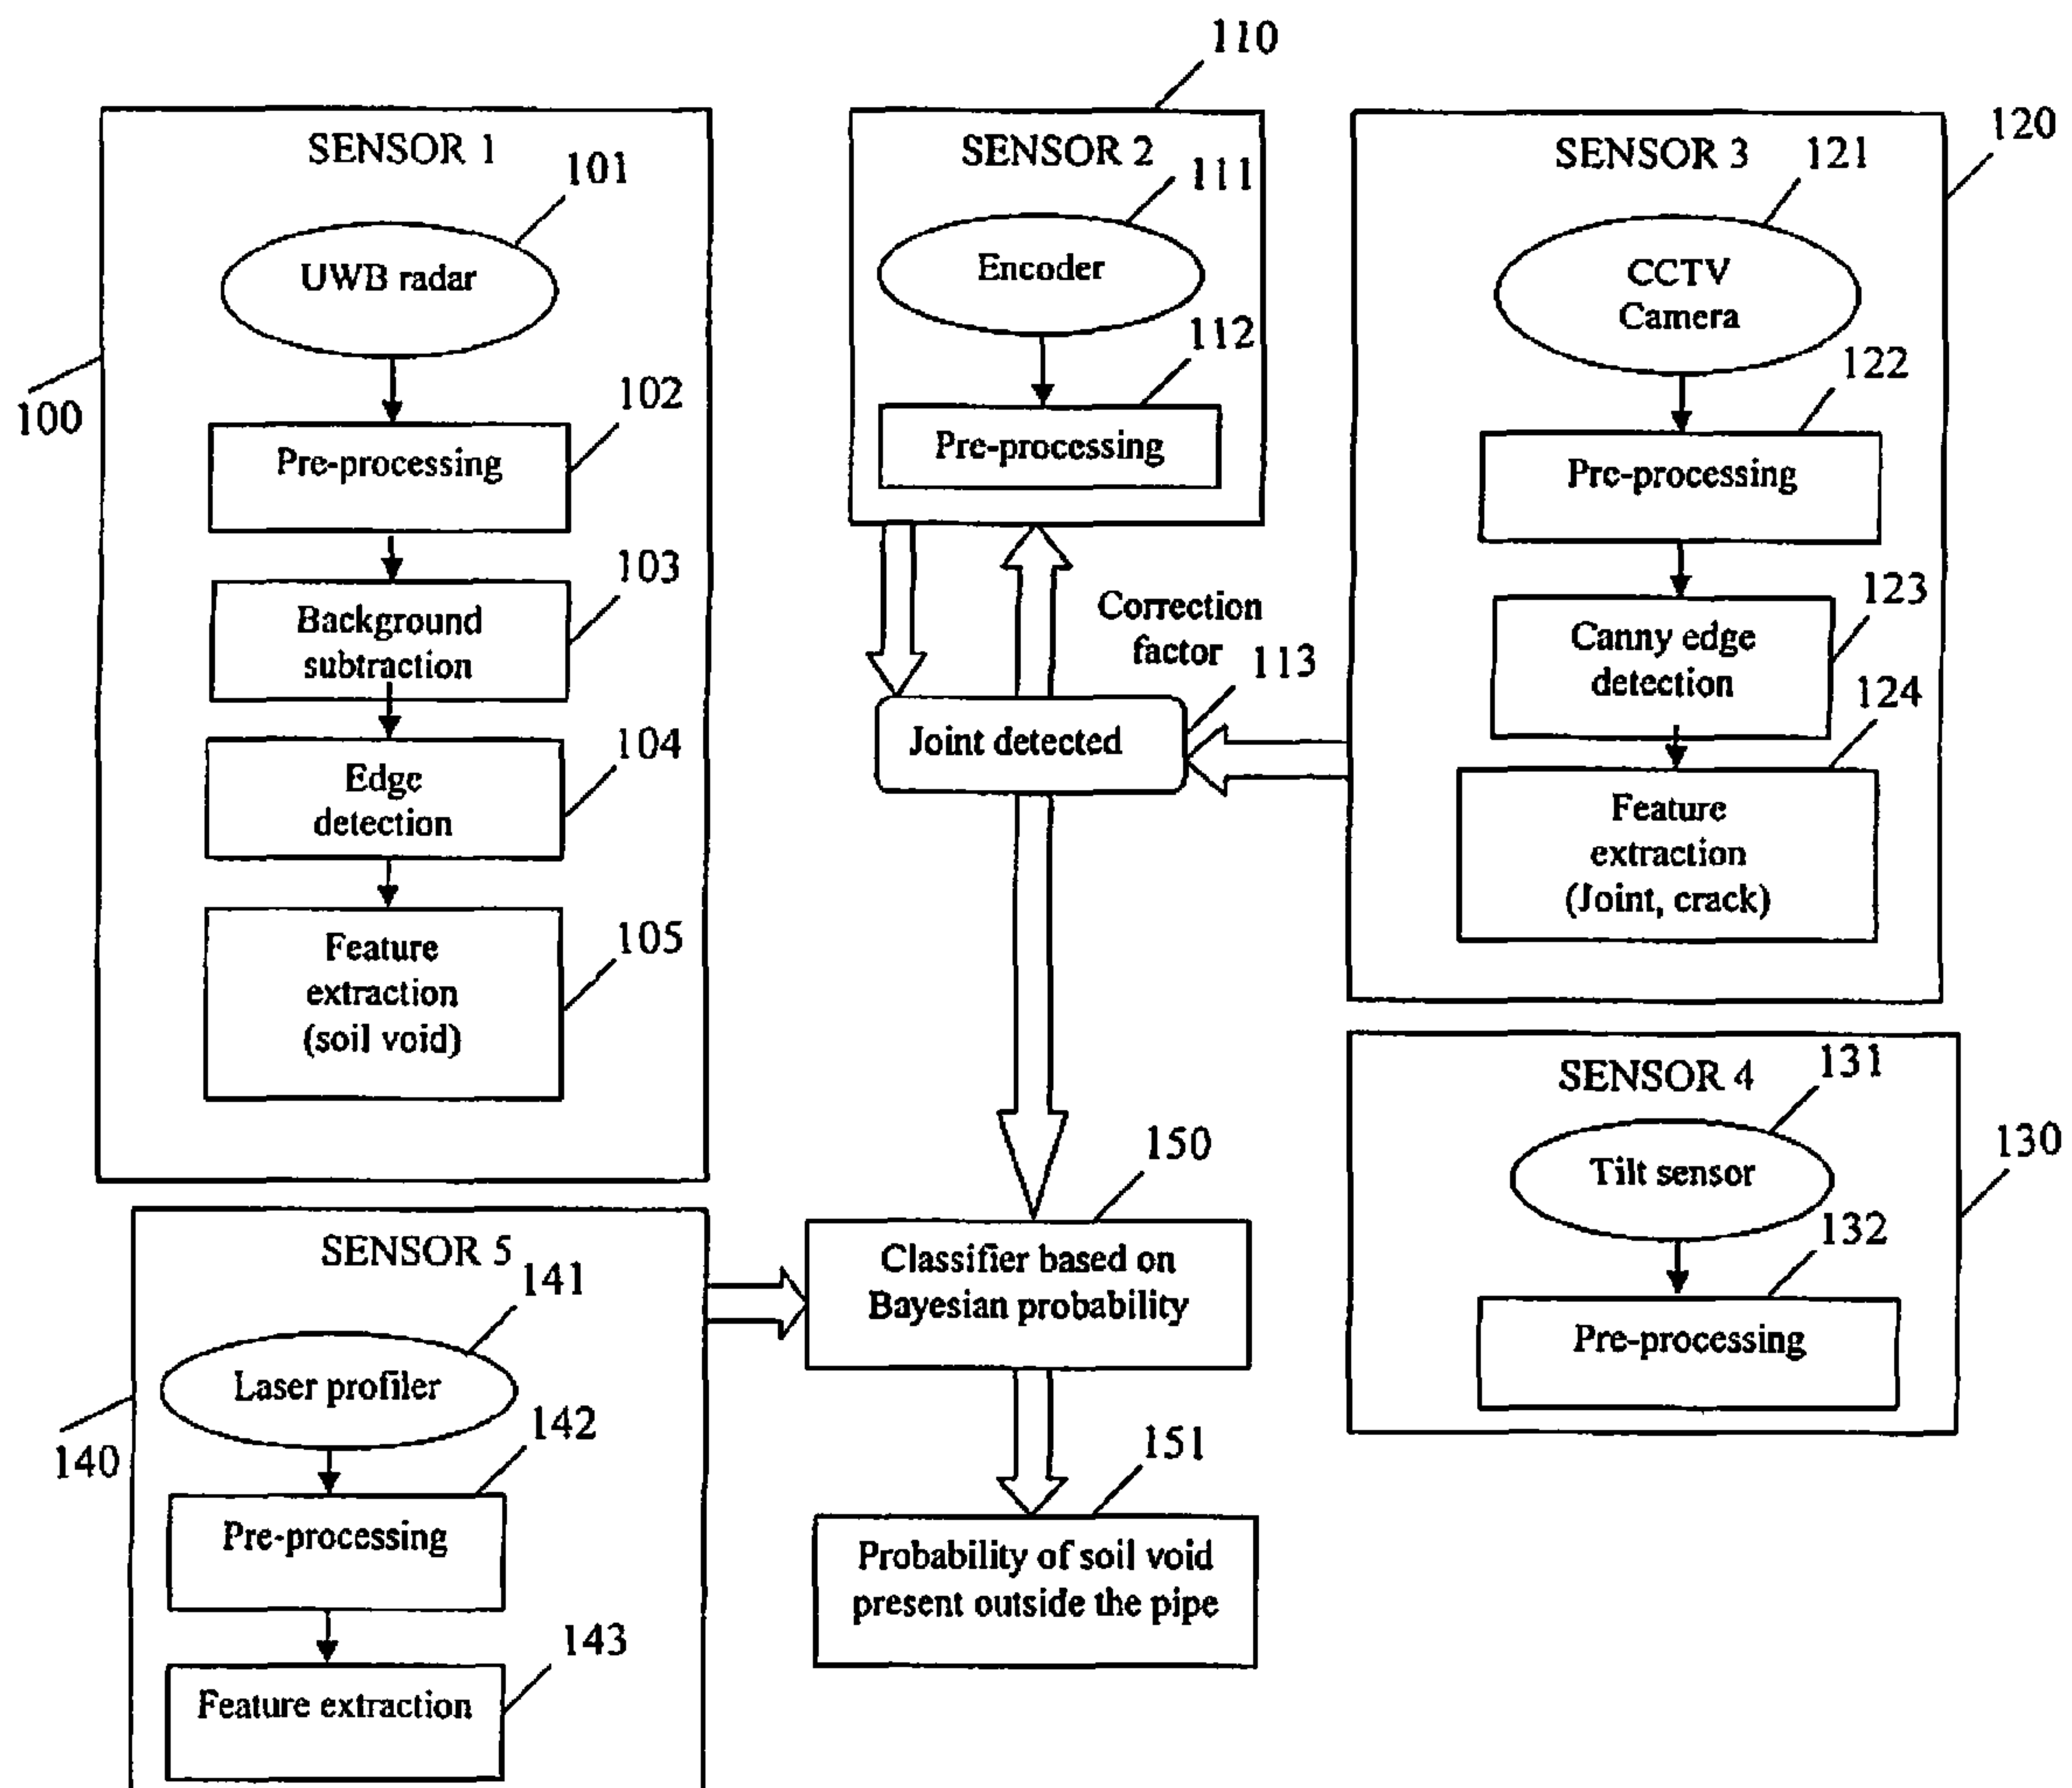 110
SENSOR 1
101
UWB radar
100
102
Pre-processing
103
Background
subtraction
104
Edge
detection
105
Feature
extraction
(soil void)
SENSOR 2
111
Encoder
112
Pre-processing
Correction
factor
113
Joint detected
120
SENSOR 3
121
CCTV
Camera
122
Pre-processing
123
Canny edge
detection
124
Feature
extraction
(Joint, crack)
SENSOR 4
131
130
Tilt sensor
132
Pre-processing
SENSOR 5
141
Laser profiler
140
142
Pre-processing
143
Feature extraction
150
Classifier based on
Bayesian probability
151
Probability of soil void
present outside the pipe